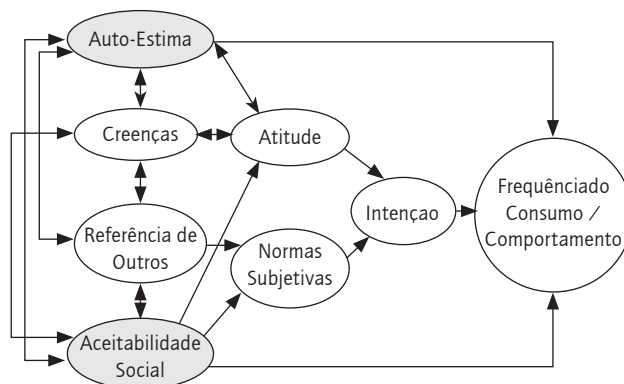 Auto-Estima
Creenças
Atitude
Referência de
Outros
Normas
Subjetivas
Intençao
Frequênciado
Consumo /
Comportamento
Aceitabilidade
Social